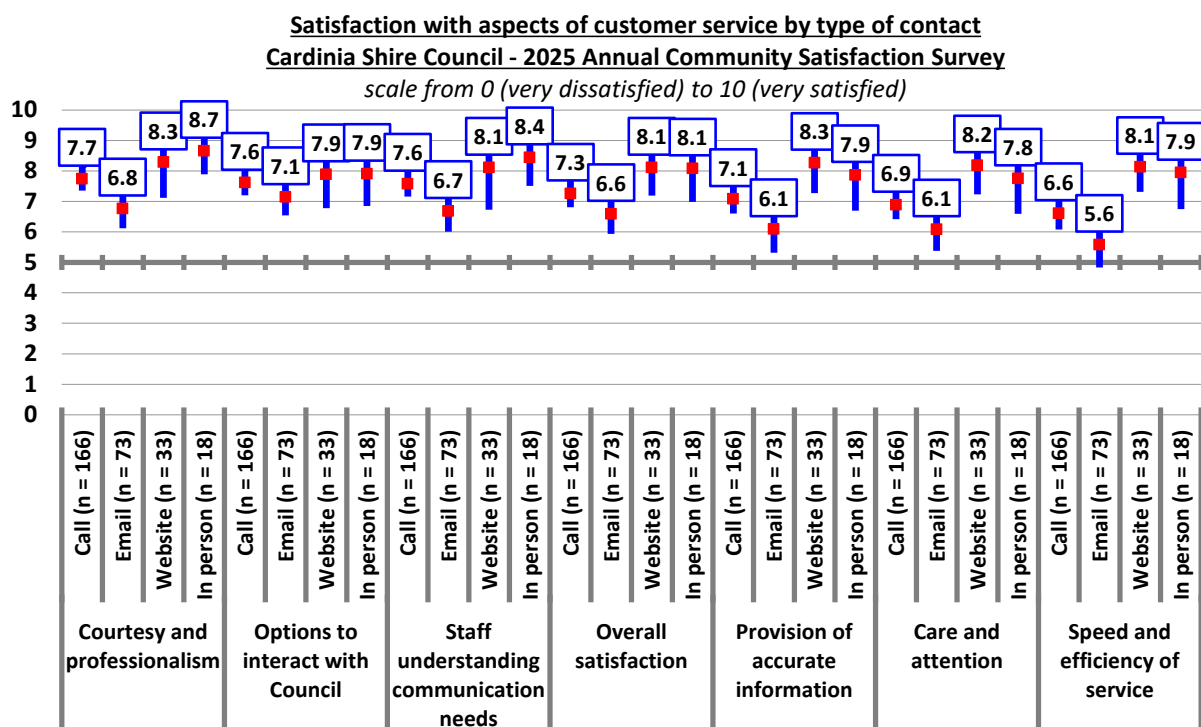 Satisfaction with aspects of customer service by type of contact
Cardinia Shire Council - 2025 Annual Community Satisfaction Survey
scale from 0 (very dissatisfied) to 10 (very satisfied)
10
9
8
7
6
5
4
3
2
1
0
7.7
6.8
8.3
8.7
7.6
7.1
7.9
7.9
7.6
6.7
8.1
8.4
7.3
6.6
8.1
8.1
7.1
6.1
8.3
7.9
6.9
6.1
8.2
7.8
6.6
5.6
8.1
7.9
Call (n = 166)
Email (n = 73)
Website (n = 33)
In person (n = 18)
Call (n = 166)
Email (n = 73)
Website (n = 33)
In person (n = 18)
Call (n = 166)
Email (n = 73)
Website (n = 33)
In person (n = 18)
Call (n = 166)
Email (n = 73)
Website (n = 33)
In person (n = 18)
Call (n = 166)
Email (n = 73)
Website (n = 33)
In person (n = 18)
Call (n = 166)
Email (n = 73)
Website (n = 33)
In person (n = 18)
Call (n = 166)
Email (n = 73)
Website (n = 33)
In person (n = 18)
Courtesy and
professionalism
Options to
interact with
Council
Staff
understanding
communication
needs
Overall
satisfaction
Provision of
accurate
information
Care and
attention
Speed and
efficiency of
service